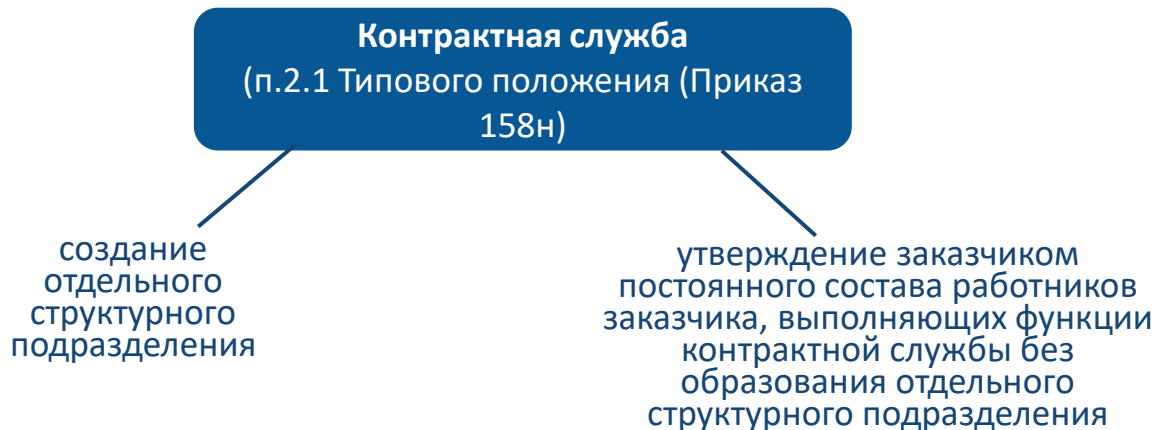 Контрактная служба
(п.2.1 Типового положения (Приказ
158н)
создание
отдельного
структурного
подразделения
утверждение заказчиком
постоянного состава работников
заказчика, выполняющих функции
контрактной службы без
образования отдельного
структурного подразделения